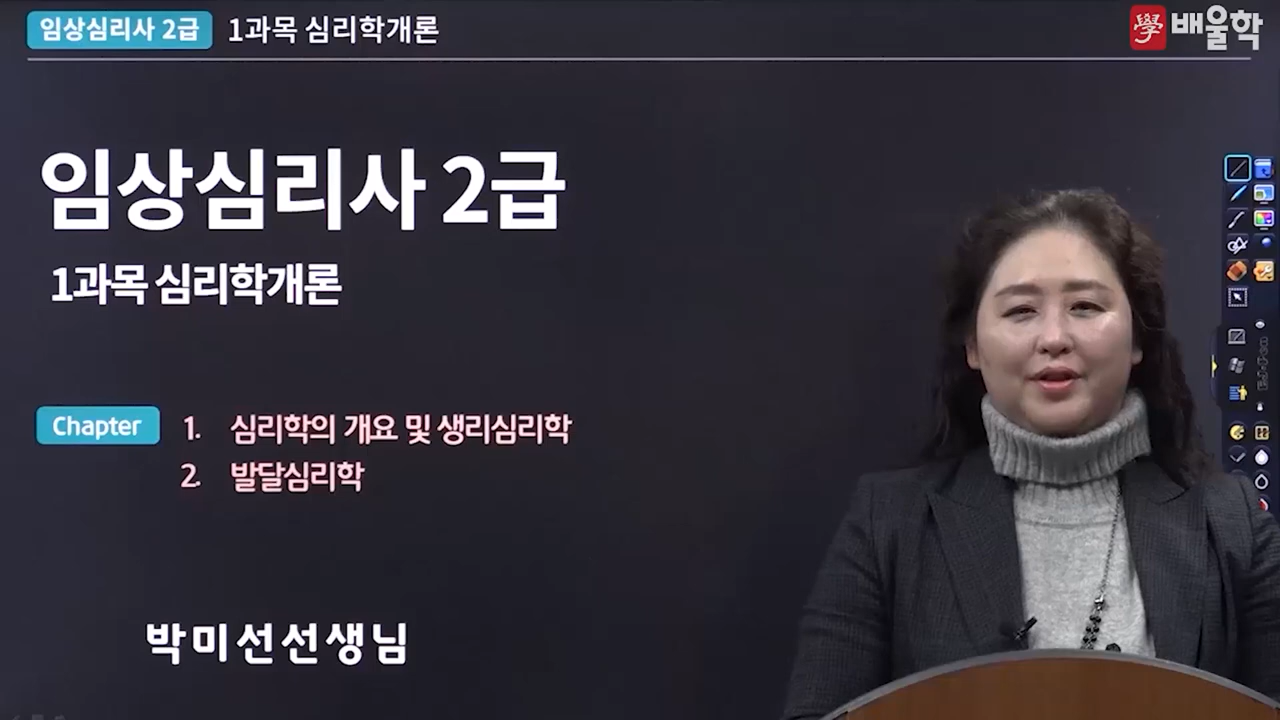 임상심리사 2급 1과목 심리학개론
學 배울학
임상심리사 2급
1과목 심리학개론
Chapter 1. 심리학의 개요 및 생리심리학
2. 발달심리학
박미선선생님